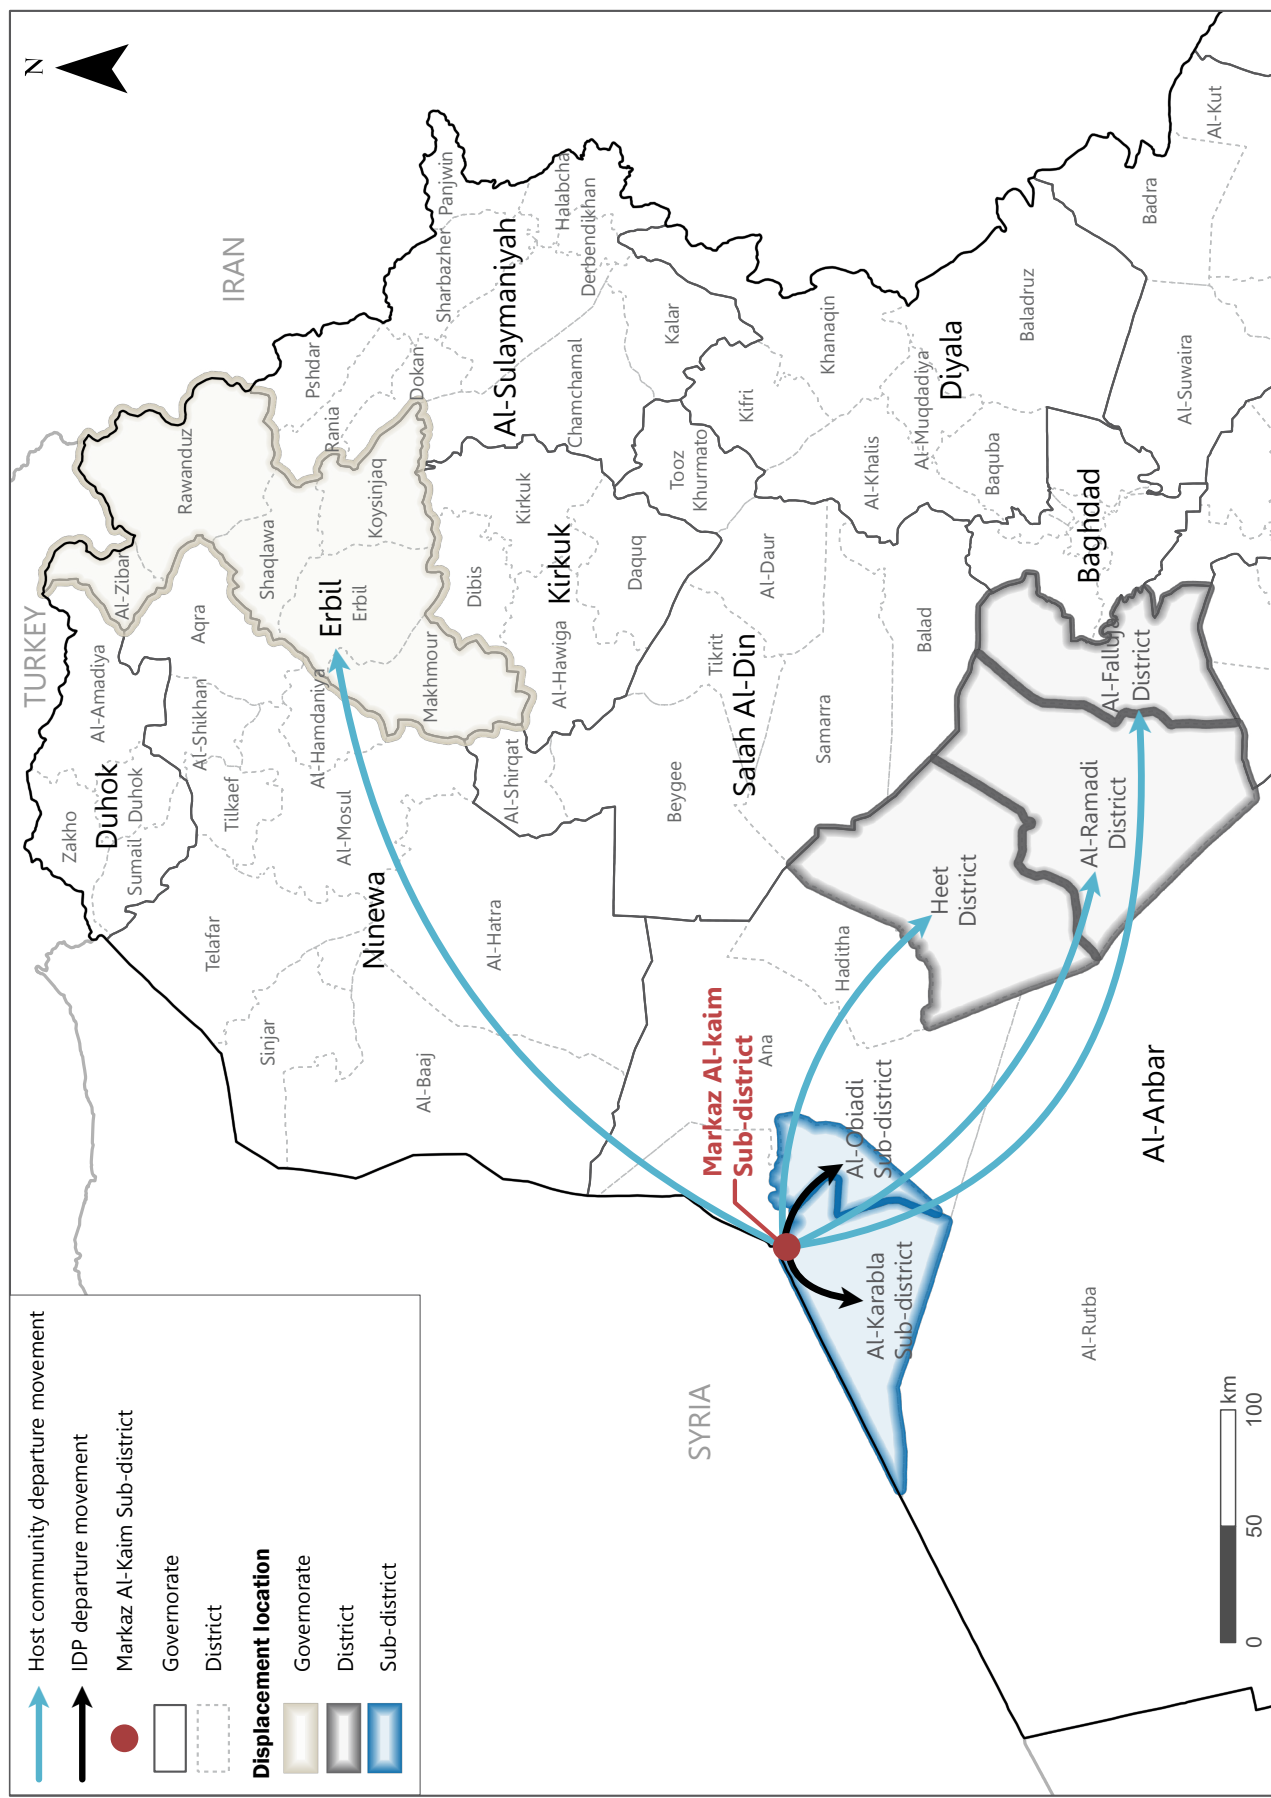 Host community departure movement
IDP departure movement
Markaz Al-Kaim Sub-district
Governorate
District
Displacement location
Governorate
District
Sub-district
N
TURKEY
IRAN
SYRIA
Zakho
Al-Amadiya
Duhok
Sumail
Duhok
Al-Zibar
Aqra
Al-Shikhan
Tilkaef
Telafar
Sinjar
Al-Hamdaniya
Al-Mosul
Ninewa
Al-Baaj
Al-Hatra
Rawanduz
Shaqlawa
Erbil
Erbil
Koysinjaq
Makhmour
Pshdar
Rania
Dokan
Sharbazher
Panjwin
Al-Sulaymaniyah
Halabcha
Derbendikhan
Chamchamal
Kalar
Dibis
Kirkuk
Kirkuk
Al-Hawiga
Daquq
Al-Shirqat
Beygee
Tikrit
Salah Al-Din
Al-Daur
Samarra
Balad
Tooz
Khurmato
Kifri
Khanaqin
Al-Khalis
Al-Muqdadiya
Diyala
Baquba
Baladruz
Baghdad
Badra
Al-Kut
Al-Suwaira
Markaz Al-kaim
Sub-district
Ana
Haditha
Al-Obiadi
Sub-district
Al-Karabla
Sub-district
Heet
District
Al-Ramadi
District
Al-Falluj
District
Al-Anbar
Al-Rutba
0 50 100
km